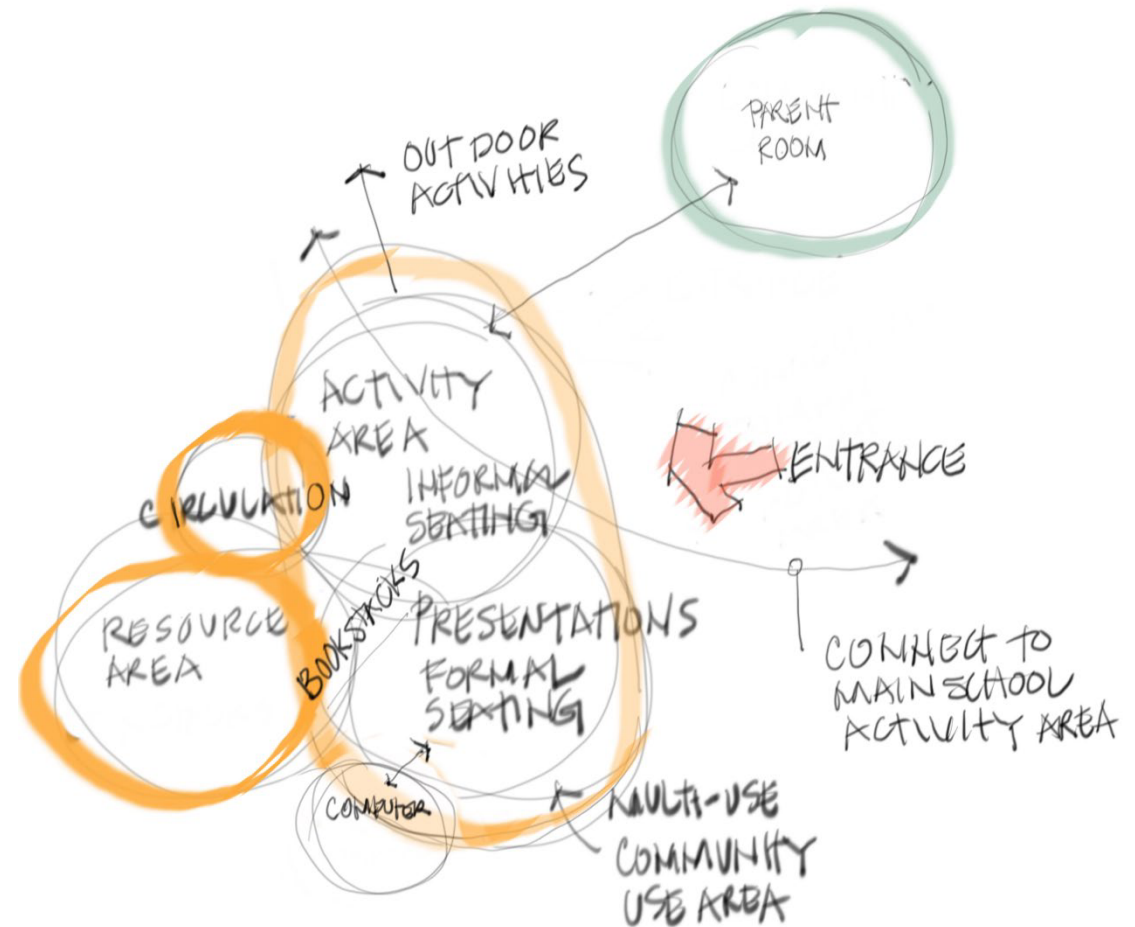 PARENT
ROOM
OUTDOOR
ACTIVITIES
ACTIVITY
AREA
INFORMAL
SEATING
ENTRANCE
CIRCULATION
BOOKSTACKS
RESOURCE
AREA
PRESENTATIONS
FORMAL
SEATING
CONNECT TO
MAIN SCHOOL
ACTIVITY AREA
COMPUTER
MULTI-USE
COMMUNITY
USE AREA